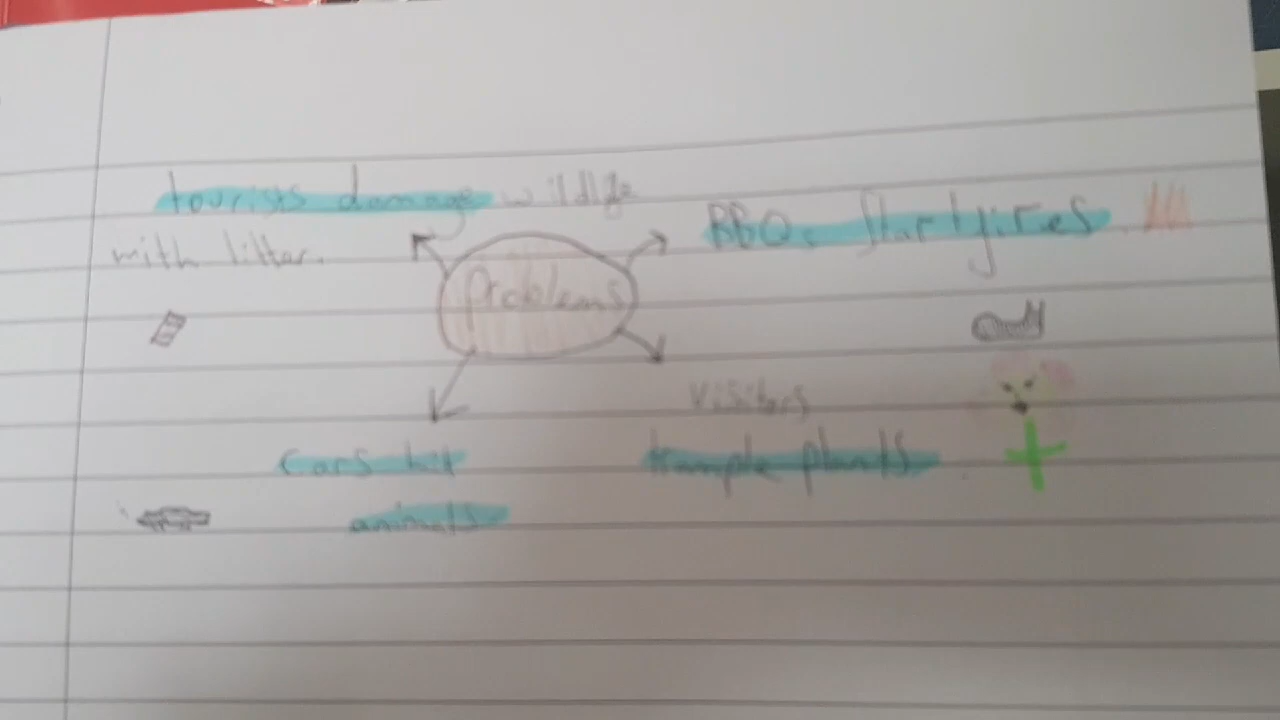 tourists damage wildlife
with litter.
BBQs start fires.
Problems
visitors
trample plants
Cars hit
animals